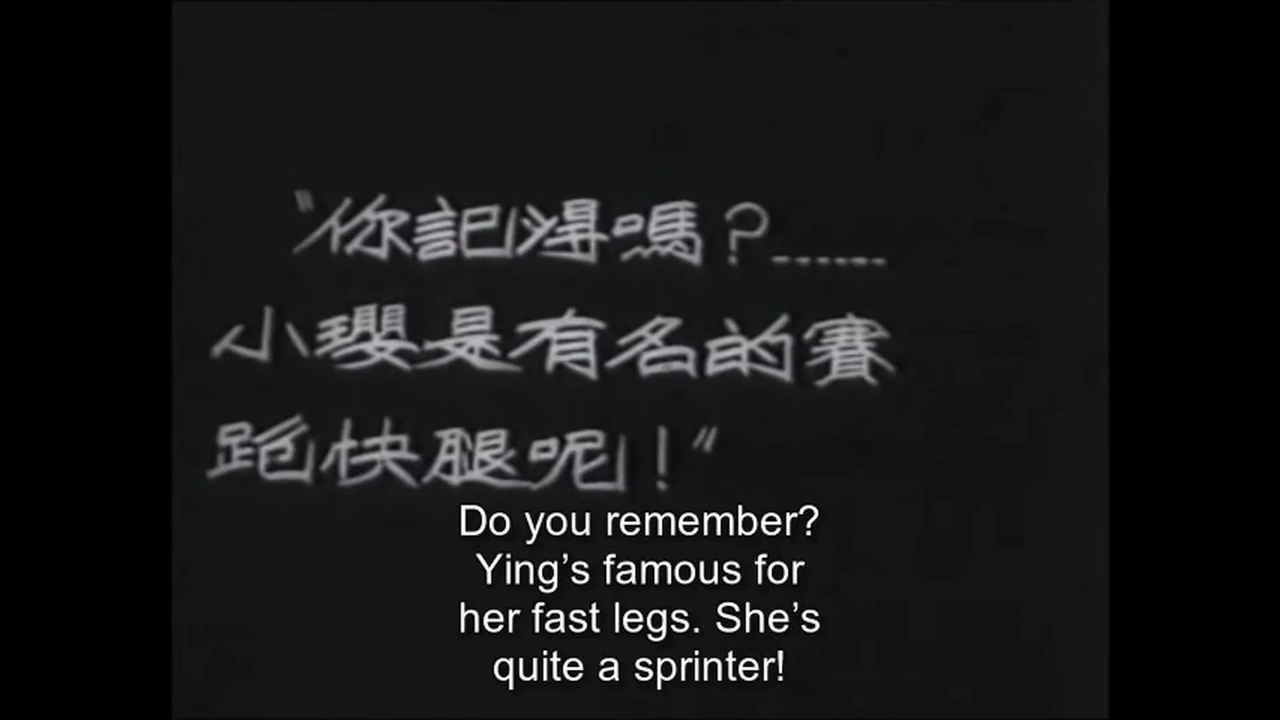 “你記得嗎？......
小瓔是有名的賽
跑快腿呢！”
Do you remember?
Ying’s famous for
her fast legs. She’s
quite a sprinter!